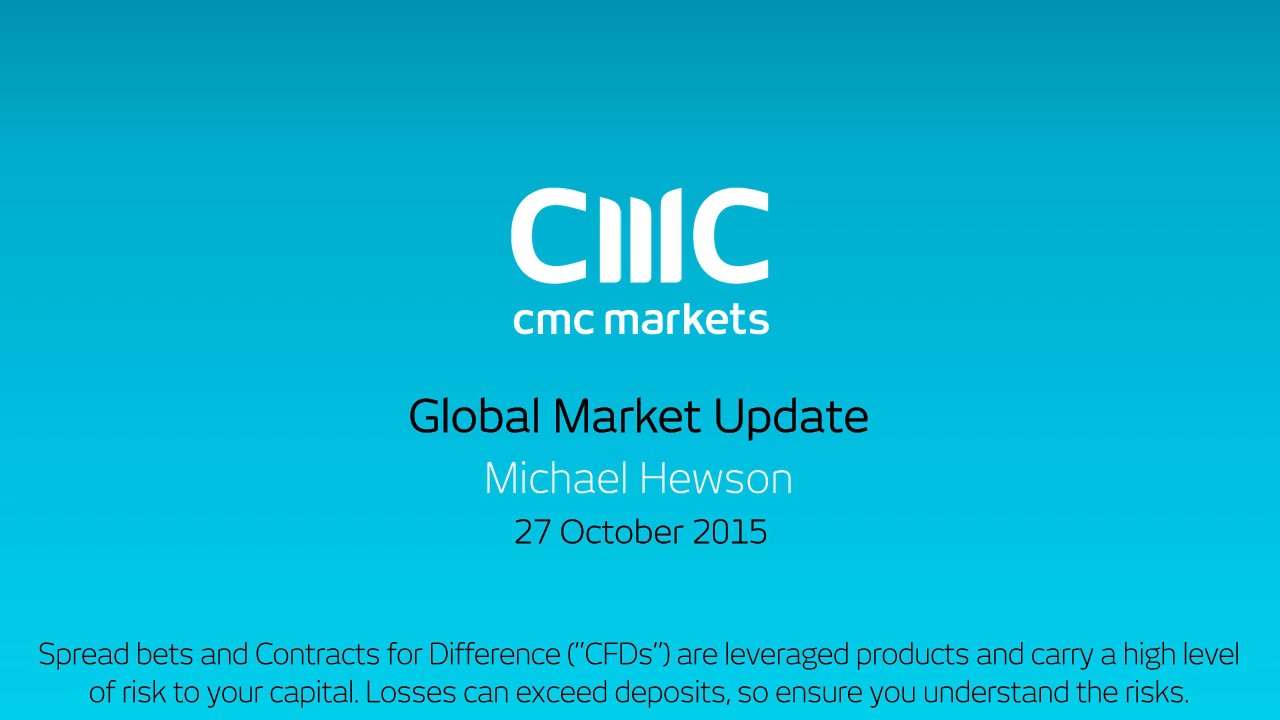 CMC
cmc markets
Global Market Update
Michael Hewson
27 October 2015
Spread bets and Contracts for Difference (“CFDs”) are leveraged products and carry a high level
of risk to your capital. Losses can exceed deposits, so ensure you understand the risks.